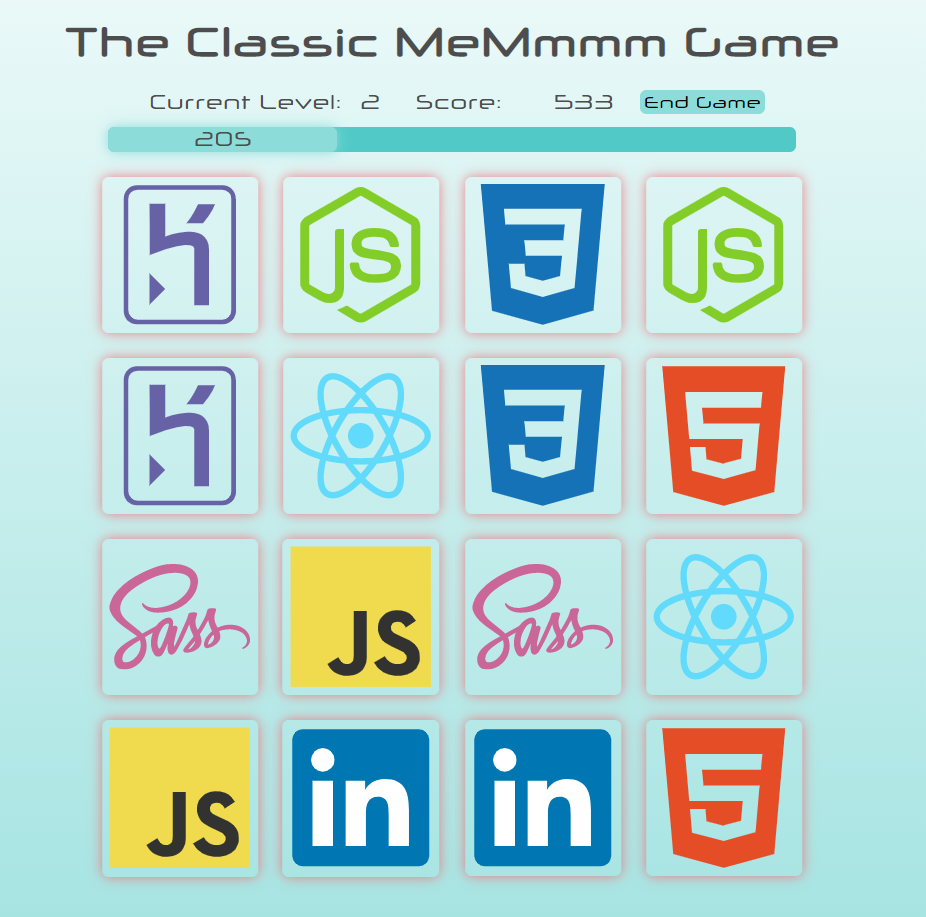 The Classic MeMmmm Game
Current Level: 2 Score: 533 End Game
20S
JS JS
Sass JS Sass
JS in in